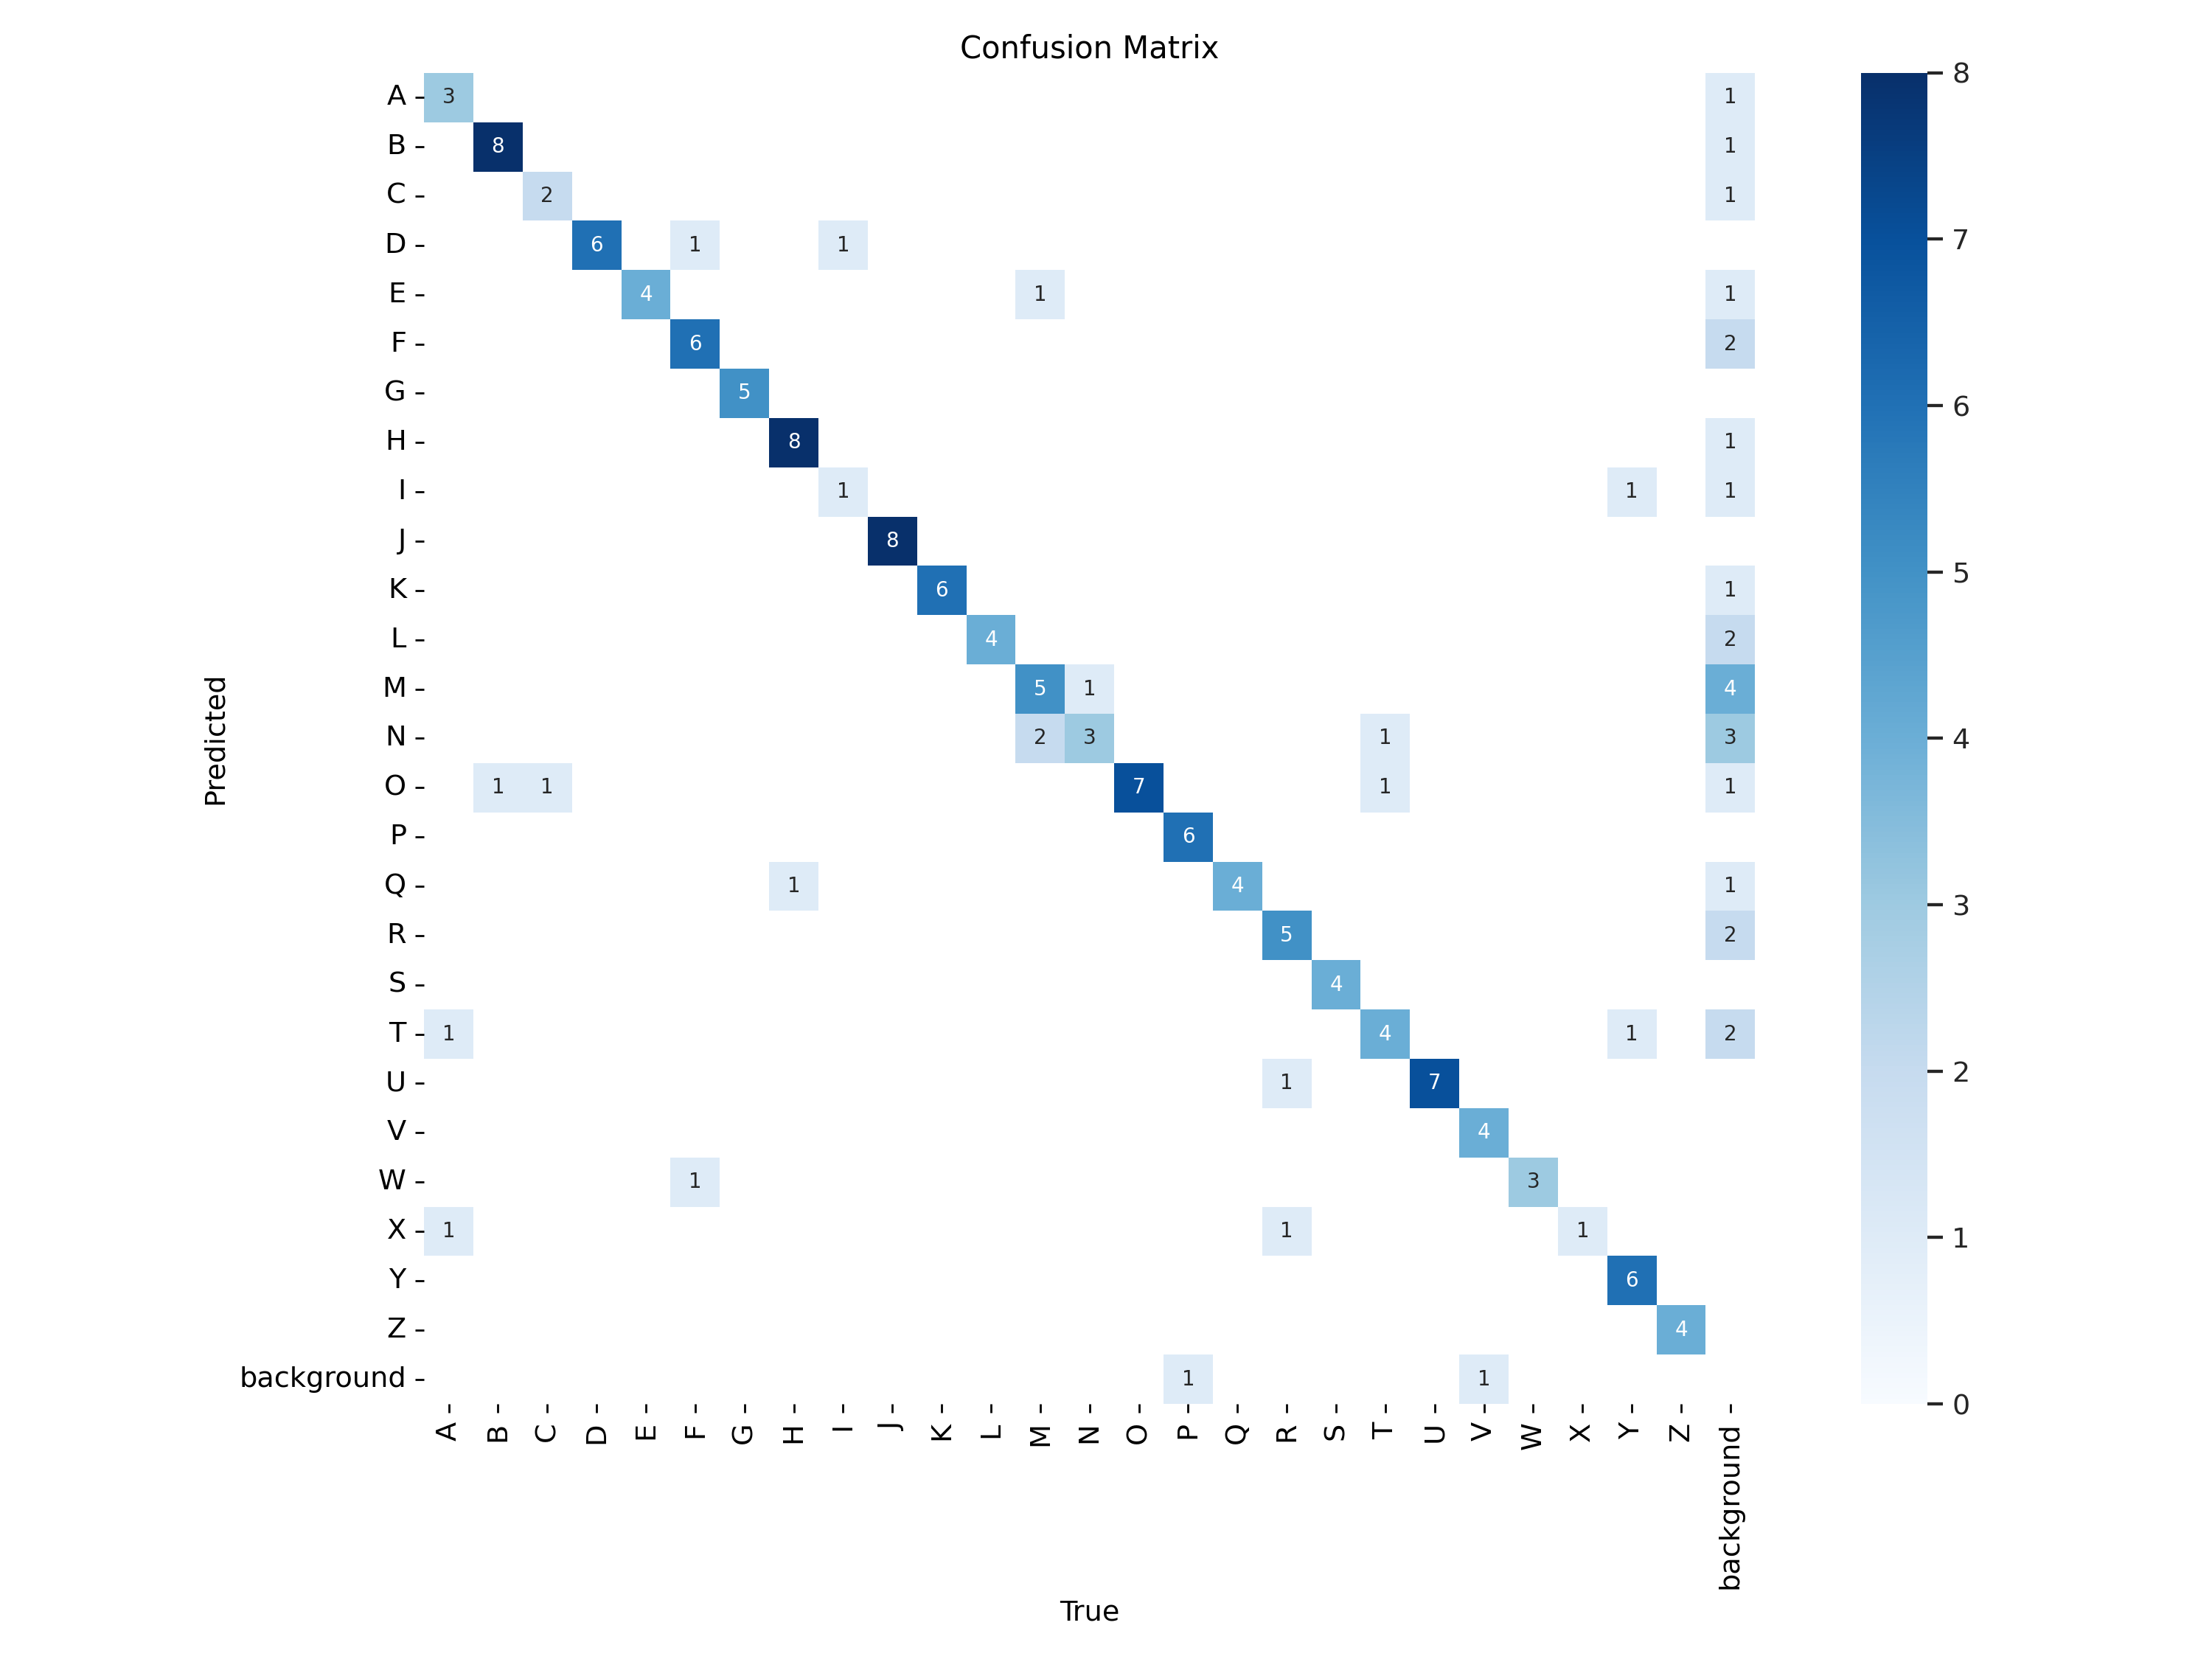 Confusion Matrix
A 3 1
B 8 1
C 2 1
D 6 1 1
E 4 1 1
F 6 2
G 5
H 8 1
I 1 1 1
J 8
K 6 1
L 4 2
M 5 1 4
N 2 3 1 3
O 1 1 7 1 1
P 6
Q 1 4 1
R 5 2
S 4
T 1 4 1 2
U 1 7
V 4
W 1 3
X 1 1 1
Y 6
Z 4
background 1 1
A B C D E F G H I J K L M N O P Q R S T U V W X Y Z background
True
Predicted
8
7
6
5
4
3
2
1
0